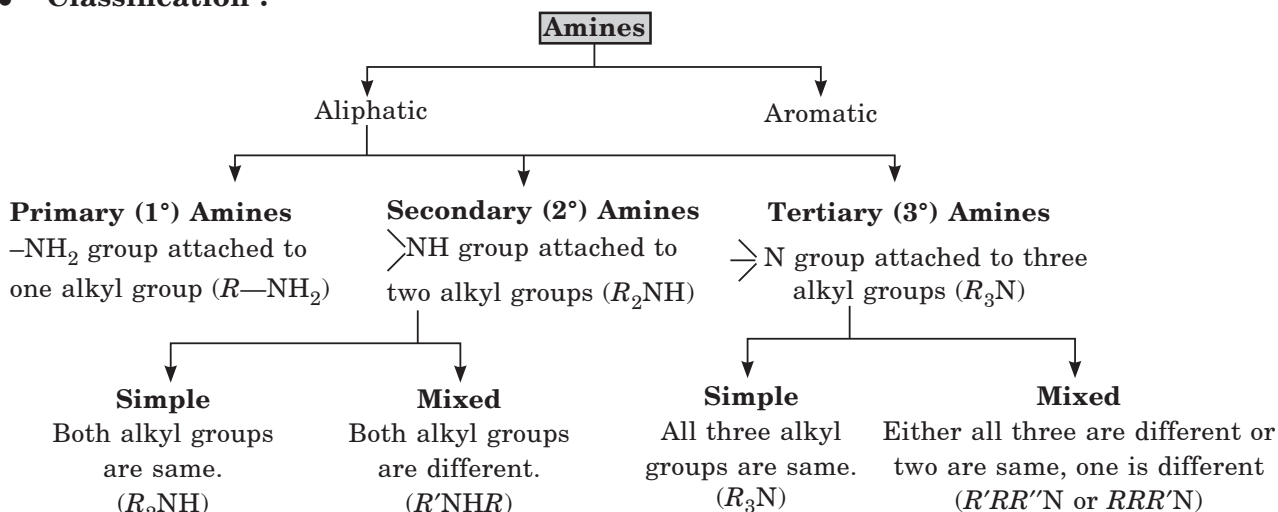 • Classification :
Amines
Aliphatic
Aromatic
Primary (1°) Amines
–NH₂ group attached to
one alkyl group (R—NH₂)
Secondary (2°) Amines
NH group attached to
two alkyl groups (R₂NH)
Tertiary (3°) Amines
N group attached to three
alkyl groups (R₃N)
Simple
Both alkyl groups
are same.
(R₂NH)
Mixed
Both alkyl groups
are different.
(R′NHR)
Simple
All three alkyl
groups are same.
(R₃N)
Mixed
Either all three are different or
two are same, one is different
(R′RR′′N or RRR′N)